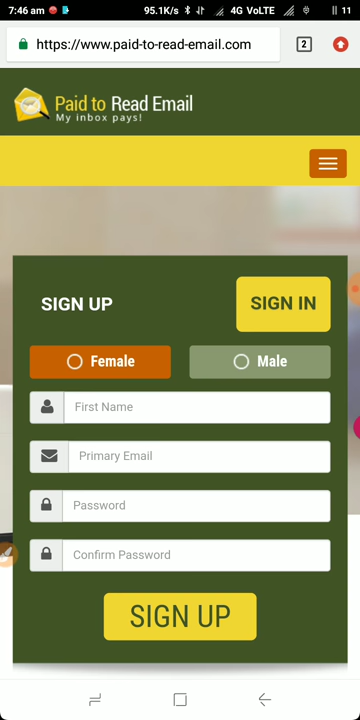 7:46 am 95.1K/s 4G VoLTE 11
https://www.paid-to-read-email.com 2
Paid to Read Email
My inbox pays!
SIGN UP
SIGN IN
Female
Male
First Name
Primary Email
Password
Confirm Password
SIGN UP